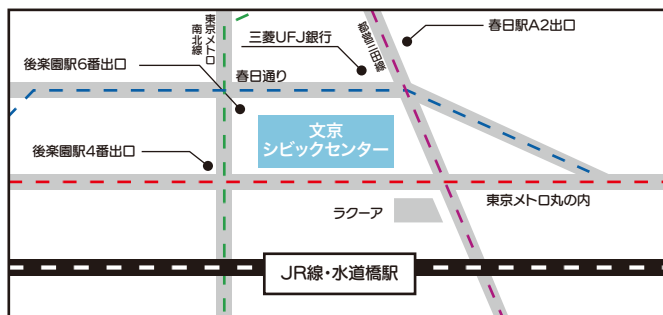 東京メトロ
南北線
春日駅A2出口
三菱UFJ銀行
都営三田線
後楽園駅6番出口
春日通り
文京
シビックセンター
後楽園駅4番出口
東京メトロ丸の内
ラクーア
JR線・水道橋駅